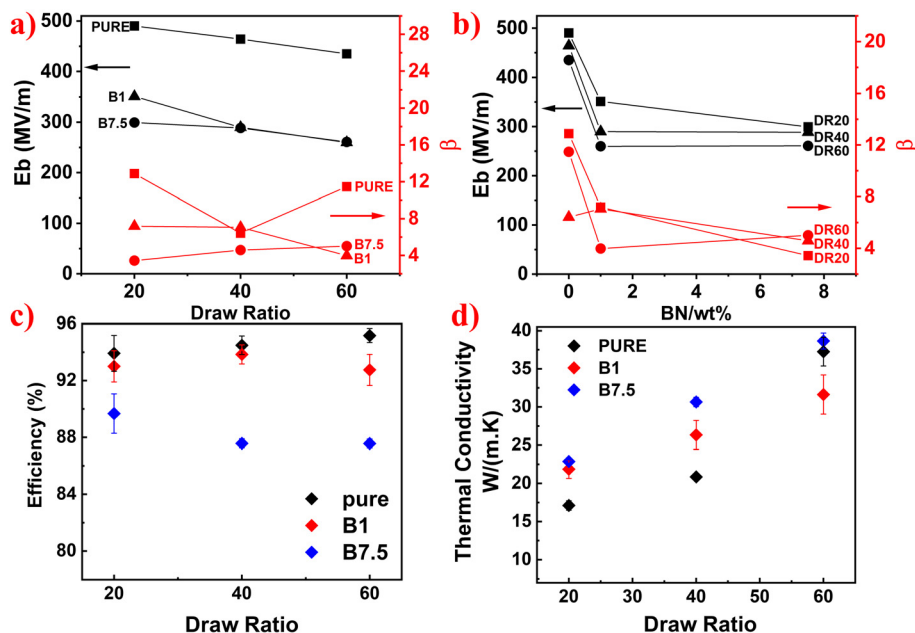 a)
500
400
300
200
100
0
Eb (MV/m)
PURE
B1
B7.5
PURE
B7.5
B1
28
24
20
16
12
8
4
β
20
40
60
Draw Ratio
b)
500
400
300
200
100
0
Eb (MV/m)
DR20
DR40
DR60
DR60
DR40
DR20
20
16
12
8
4
β
0
2
4
6
8
BN/wt%
c)
96
92
88
84
80
Efficiency (%)
pure
B1
B7.5
20
40
60
Draw Ratio
d)
40
35
30
25
20
15
10
Thermal Conductivity
W/(m.K)
PURE
B1
B7.5
20
30
40
50
60
Draw Ratio